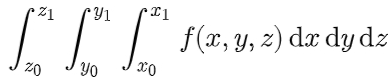 ∫_{z_0}^{z_1} ∫_{y_0}^{y_1} ∫_{x_0}^{x_1} f(x, y, z) dx dy dz